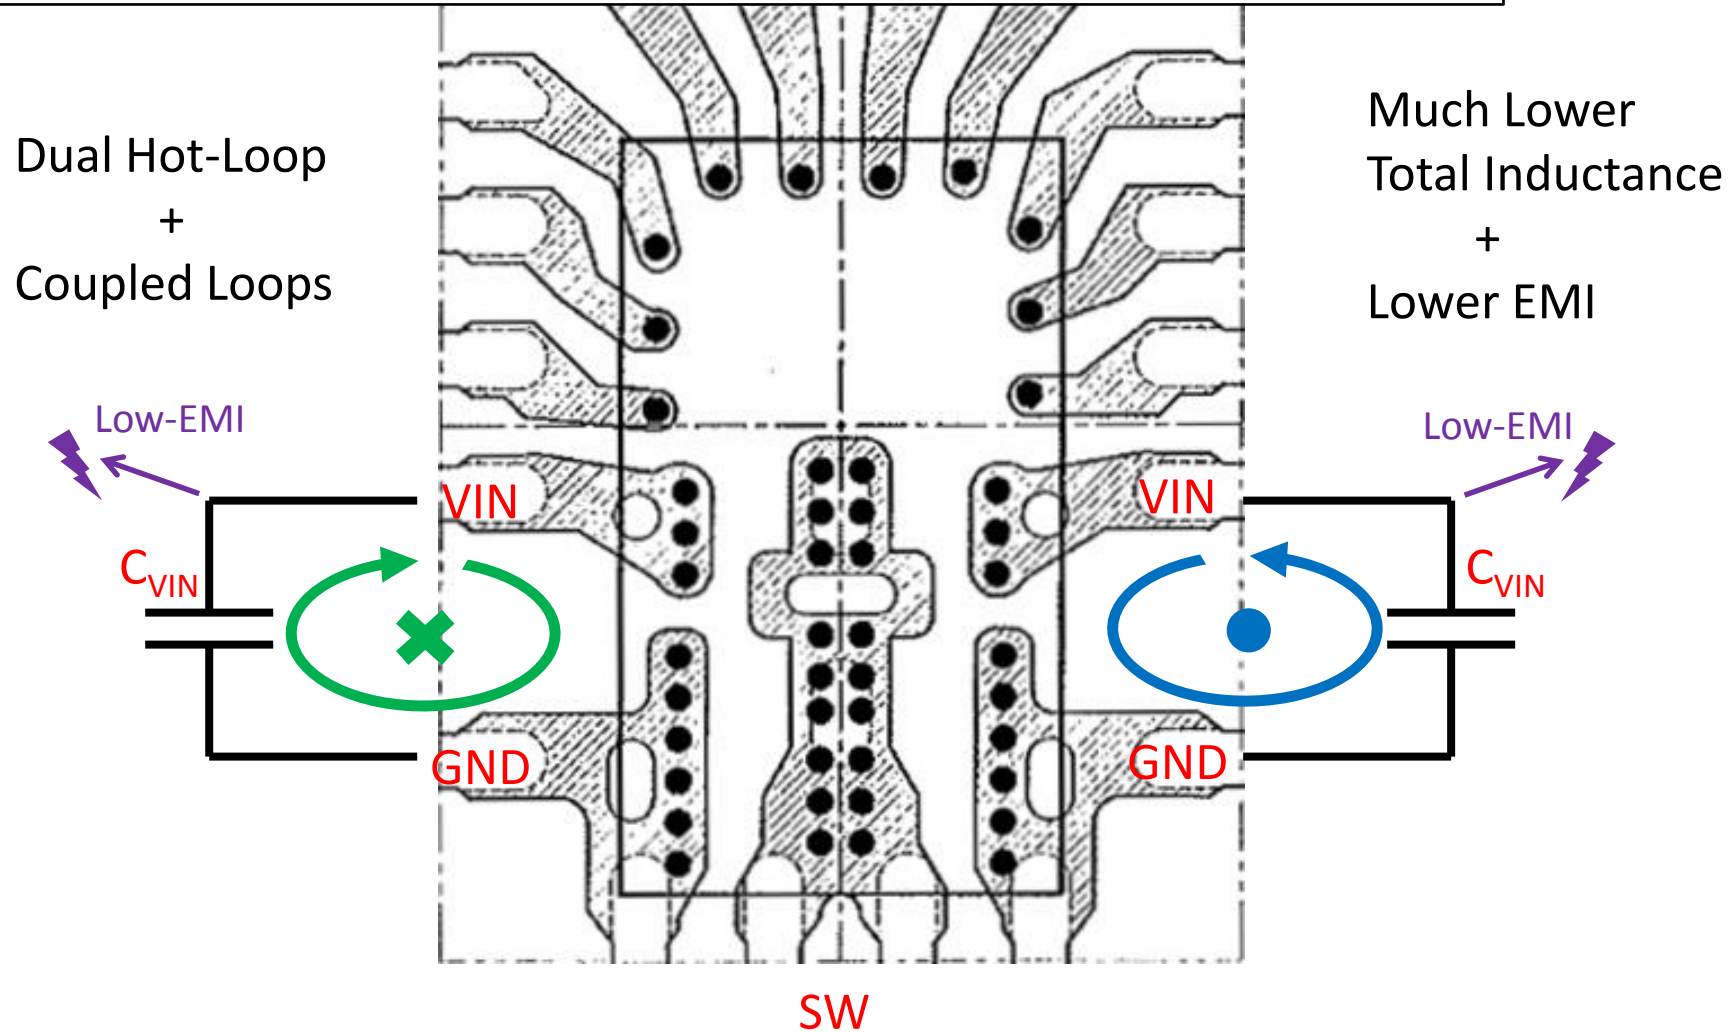 Dual Hot-Loop
+
Coupled Loops
Much Lower
Total Inductance
+
Lower EMI
Low-EMI
Low-EMI
VIN
VIN
CVIN
CVIN
GND
GND
SW